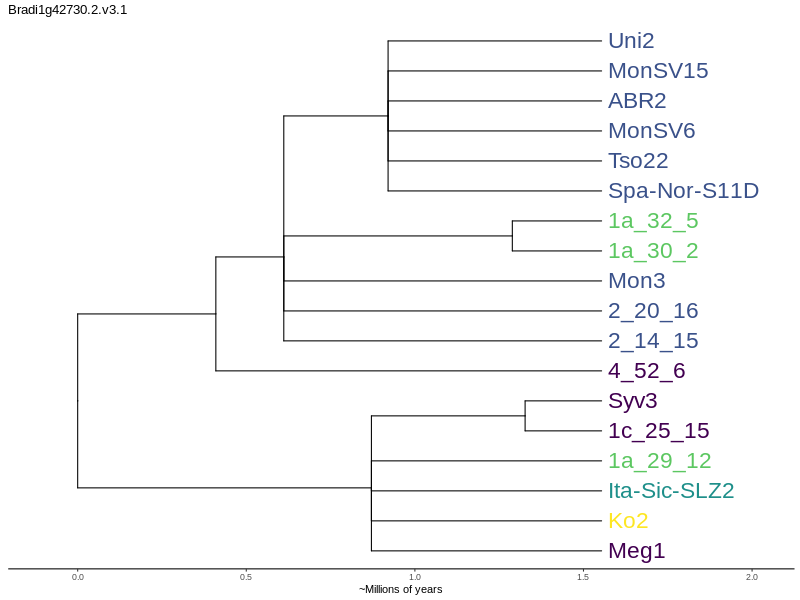 Bradi1g42730.2.v3.1
Uni2
MonSV15
ABR2
MonSV6
Tso22
Spa-Nor-S11D
1a_32_5
1a_30_2
Mon3
2_20_16
2_14_15
4_52_6
Syv3
1c_25_15
1a_29_12
Ita-Sic-SLZ2
Ko2
Meg1
0.0 0.5 1.0 1.5 2.0
~Millions of years